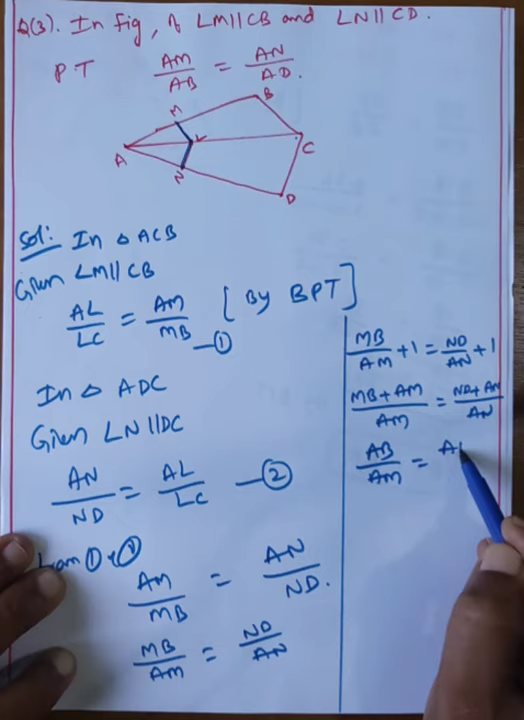 Q(3). In fig, if LM||CB and LN||CD.
PT AM/AB = AN/AD.
M
B
A
L
C
N
D
Sol: In △ ACB
Given LM||CB
AL/LC = AM/MB [By BPT] —①
In △ ADC
Given LN||DC
AN/ND = AL/LC —②
from ① & ②
AM/MB = AN/ND.
MB/AM = ND/AN
MB/AM + 1 = ND/AN + 1
MB+AM/AM = ND+AN/AN
AB/AM = A